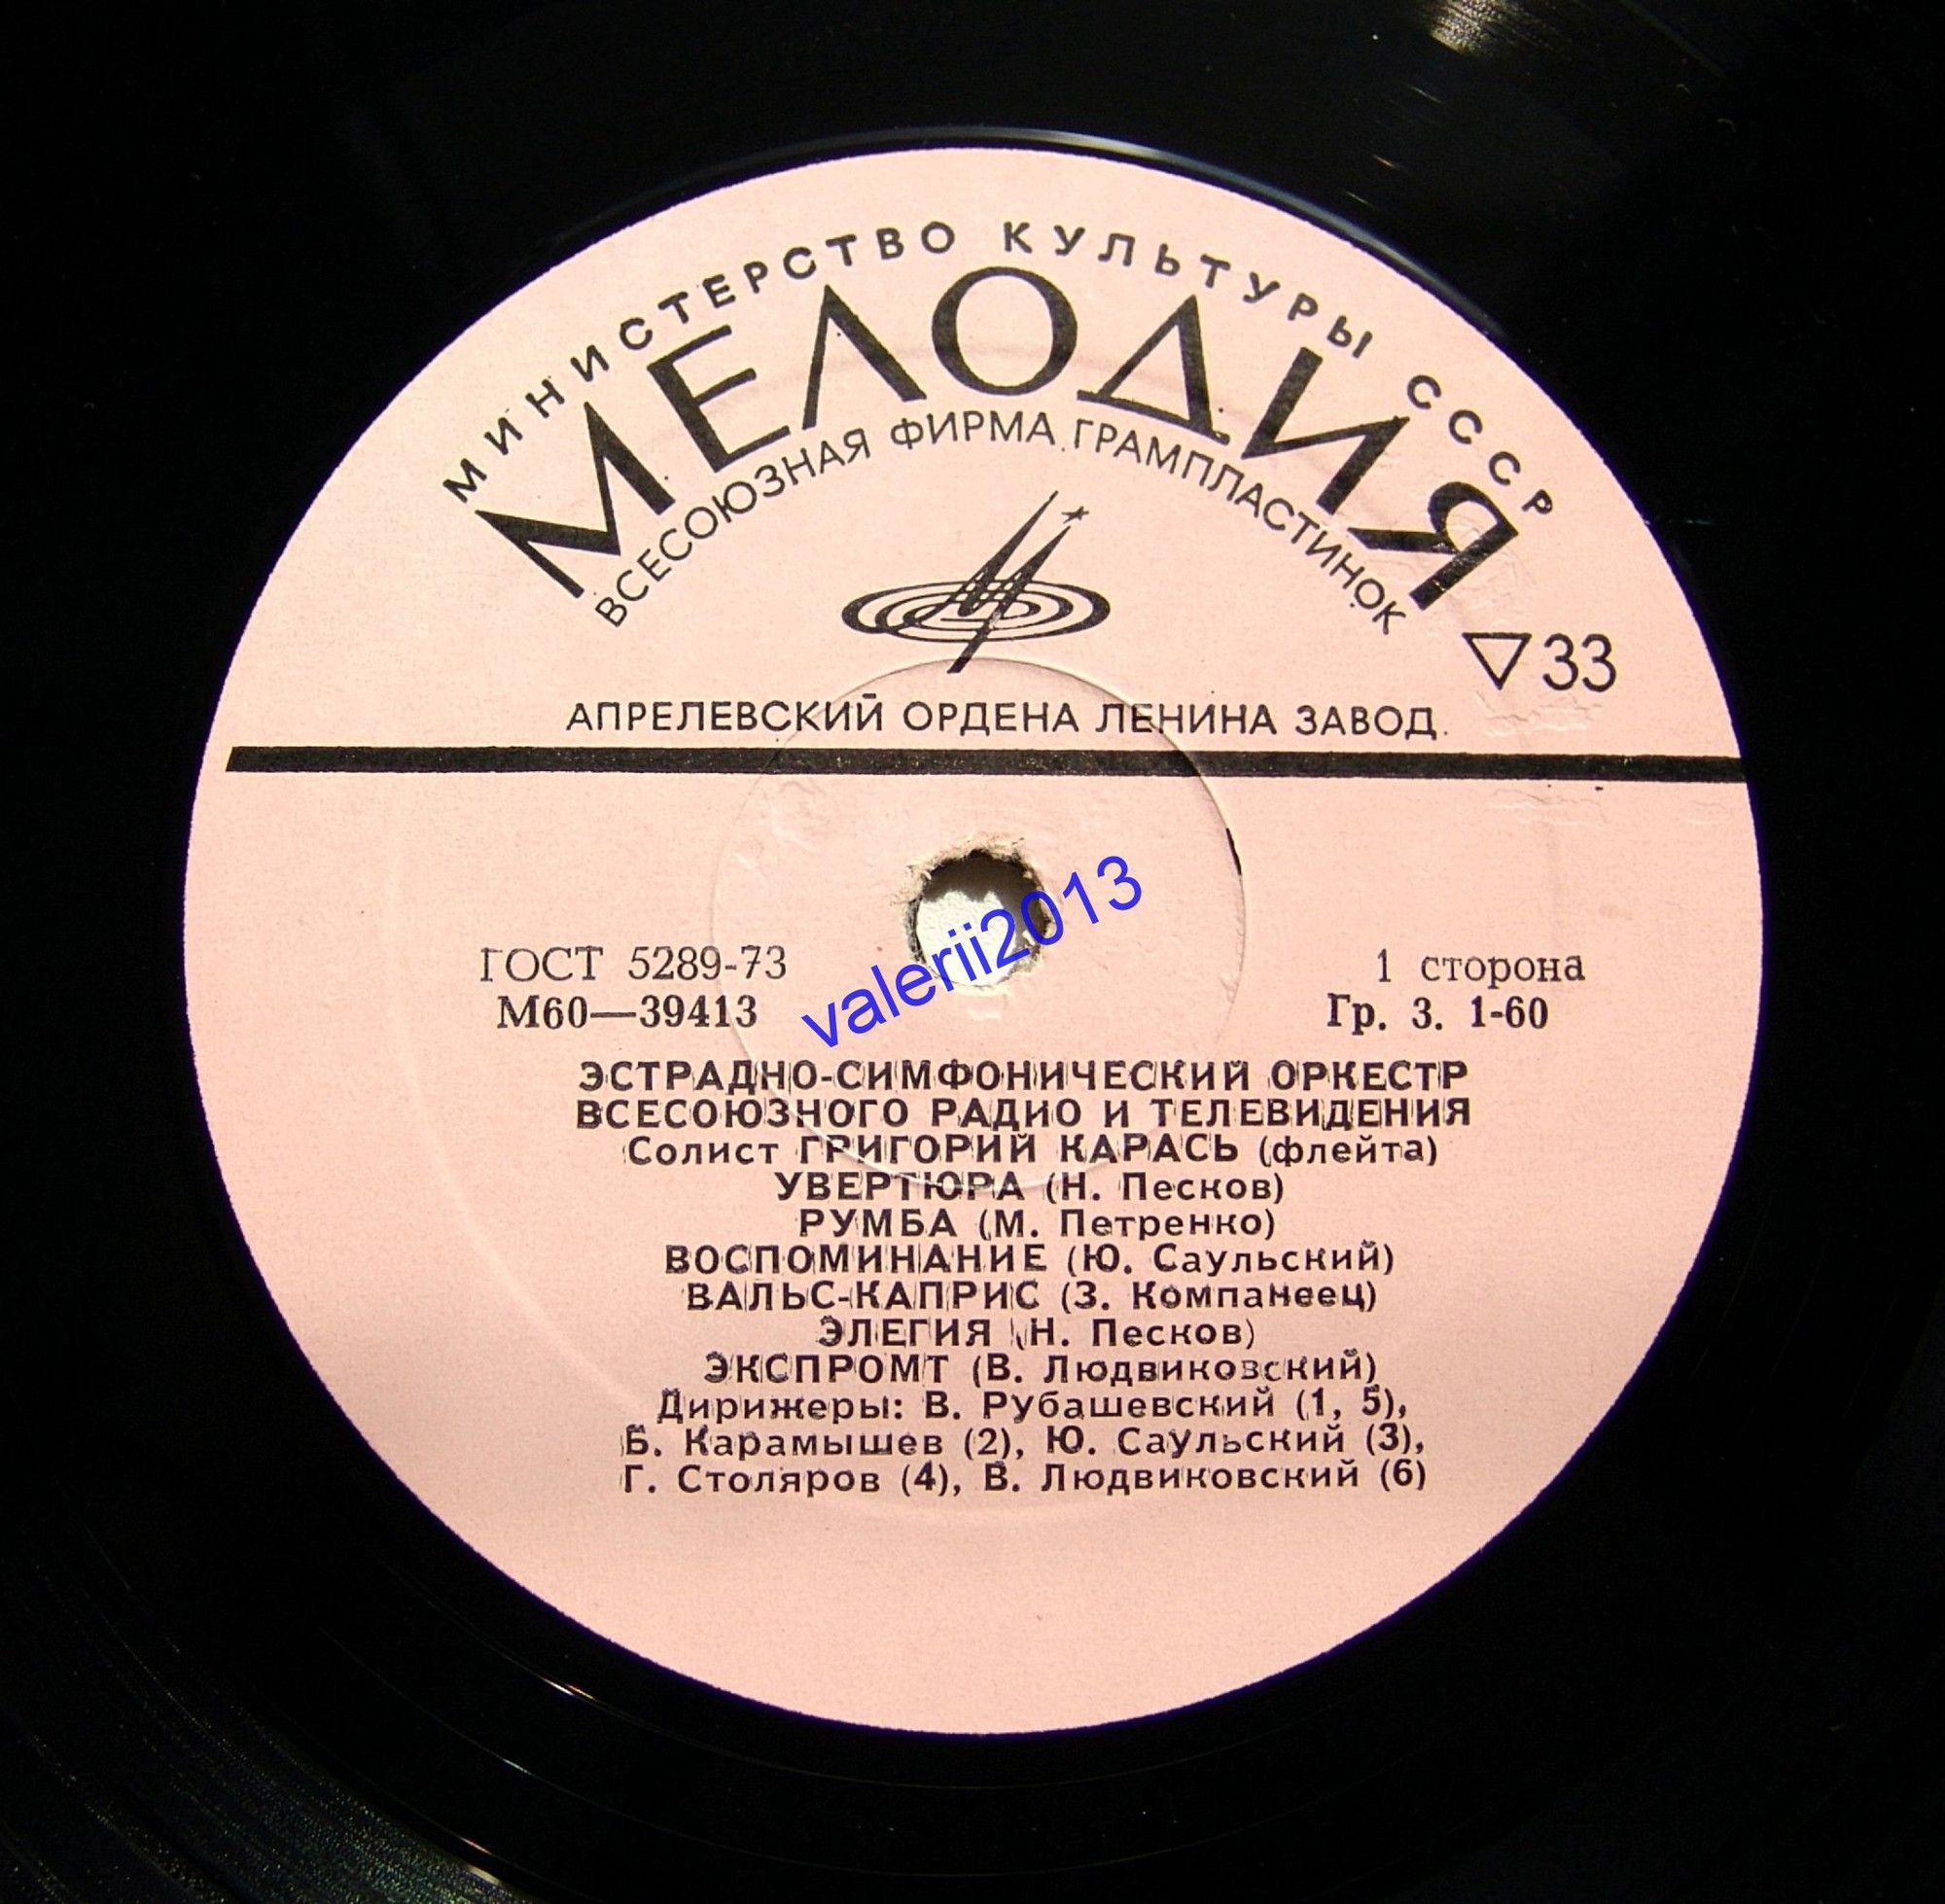 МИНИСТЕРСТВО КУЛЬТУРЫ СССР
МЕЛОДИЯ
ВСЕСОЮЗНАЯ ФИРМА ГРАМПЛАСТИНОК
33
АПРЕЛЕВСКИЙ ОРДЕНА ЛЕНИНА ЗАВОД.
valerii2013
ГОСТ 5289-73
1 сторона
М60—39413
Гр. 3. 1-60
ЭСТРАДНО-СИМФОНИЧЕСКИЙ ОРКЕСТР
ВСЕСОЮЗНОГО РАДИО И ТЕЛЕВИДЕНИЯ
Солист ГРИГОРИЙ КАРАСЬ (флейта)
УВЕРТЮРА (Н. Песков)
РУМБА (М. Петренко)
ВОСПОМИНАНИЕ (Ю. Саульский)
ВАЛЬС-КАПРИС (З. Компанеец)
ЭЛЕГИЯ (Н. Песков)
ЭКСПРОМТ (В. Людвиковский)
Дирижеры: В. Рубашевский (1, 5),
Б. Карамышев (2), Ю. Саульский (3),
Г. Столяров (4), В. Людвиковский (6)